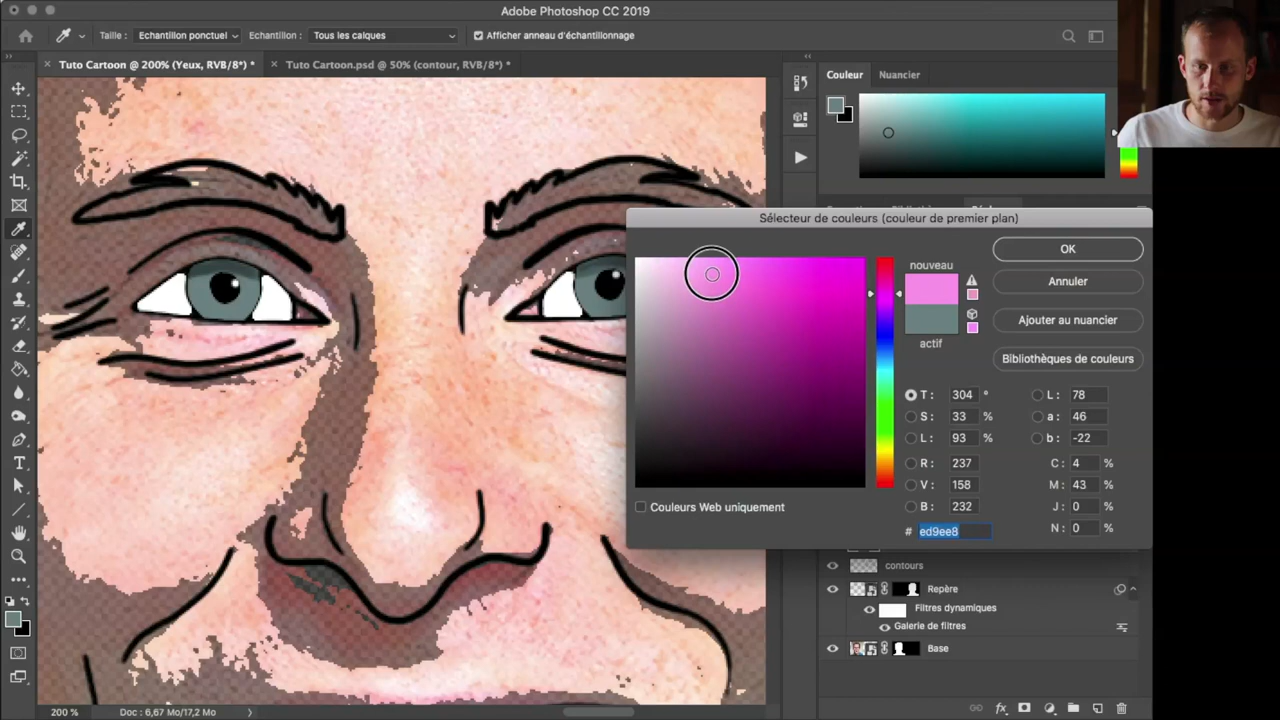 Adobe Photoshop CC 2019
Taille : Echantillon ponctuel Echantillon : Tous les calques Afficher anneau d'échantillonnage
Tuto Cartoon @ 200% (Yeux, RVB/8*) * Tuto Cartoon.psd @ 50% (contour, RVB/8*) *
Couleur Nuancier
Sélecteur de couleurs (couleur de premier plan)
nouveau
actif
OK
Annuler
Ajouter au nuancier
Bibliothèques de couleurs
T : 304 ° L : 78
S : 33 % a : 46
L : 93 % b : -22
R : 237 C : 4 %
V : 158 M : 43 %
B : 232 J : 0 %
# ed9ee8 N : 0 %
Couleurs Web uniquement
contours
Repère
Filtres dynamiques
Galerie de filtres
Base
200 % Doc : 6,67 Mo/17,2 Mo
fx